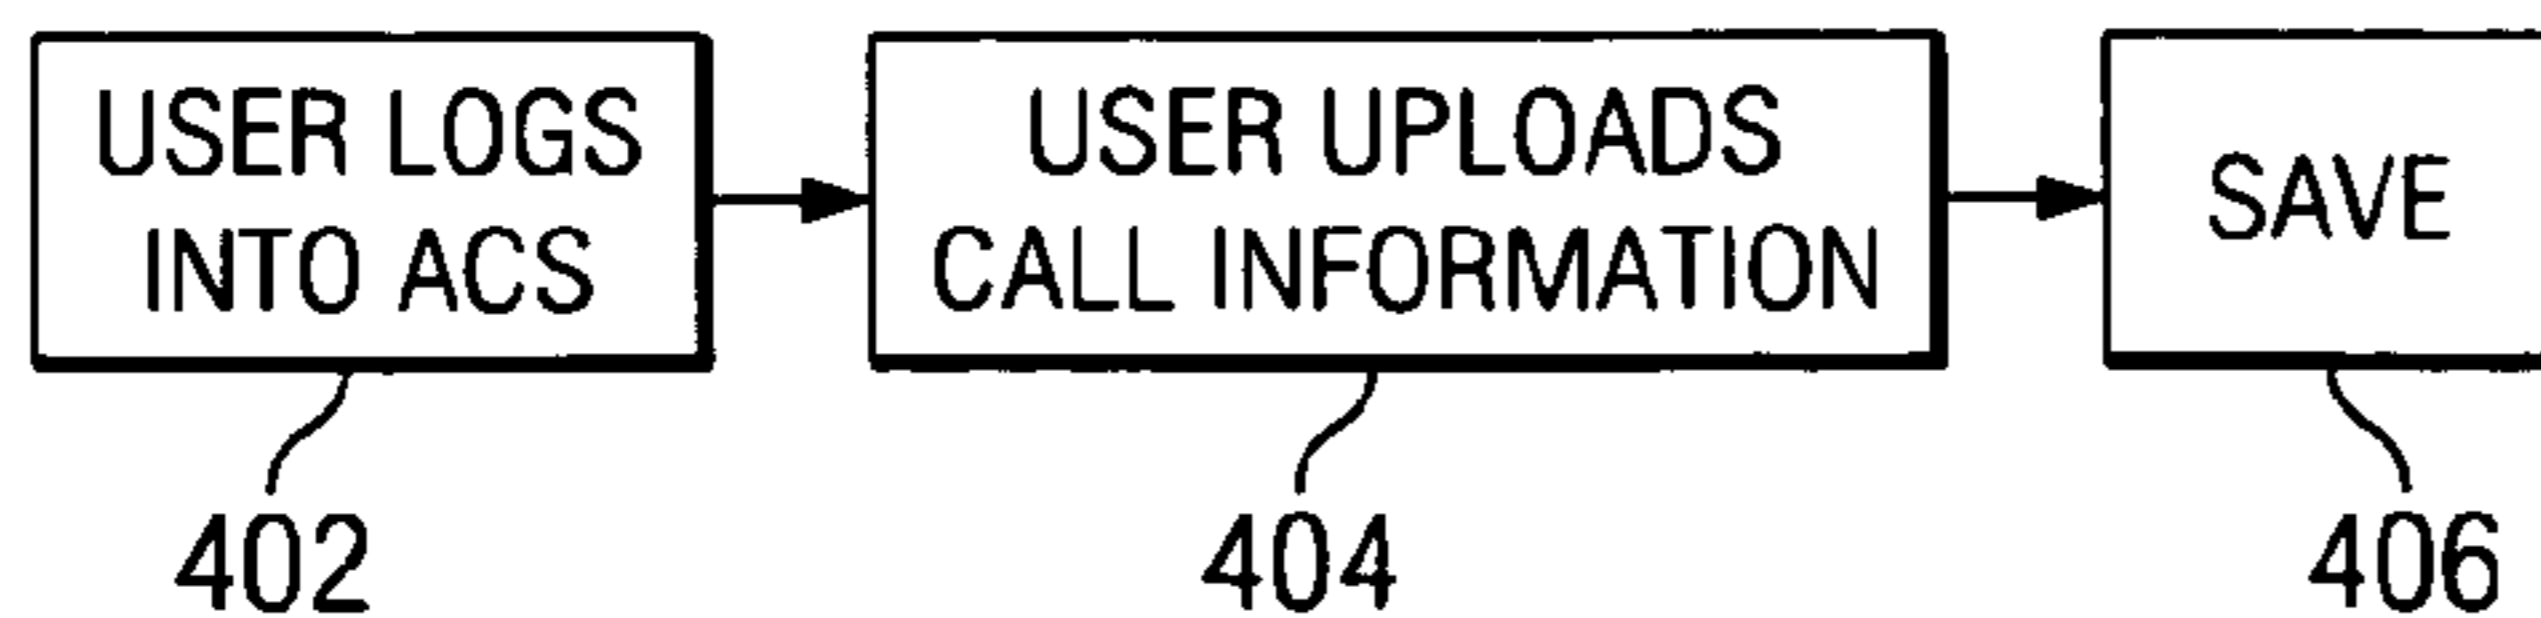 USER LOGS
INTO ACS
USER UPLOADS
CALL INFORMATION
SAVE
402
404
406